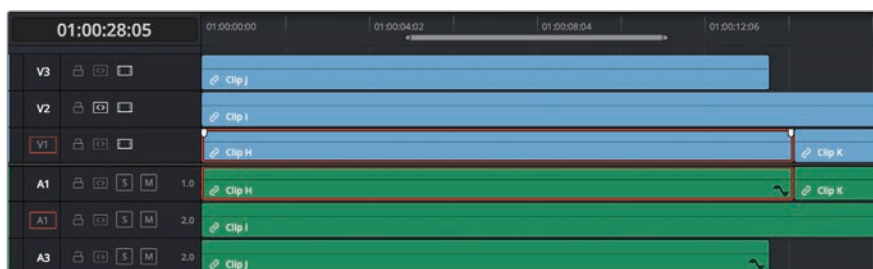 01:00:28:05 01:00:00:00 01:00:04:02 01:00:08:04 01:00:12:06
V3 Clip J
V2 Clip I
V1 Clip H Clip K
A1 S M 1.0 Clip H Clip K
A1 S M 2.0 Clip I
A3 S M 2.0 Clip J